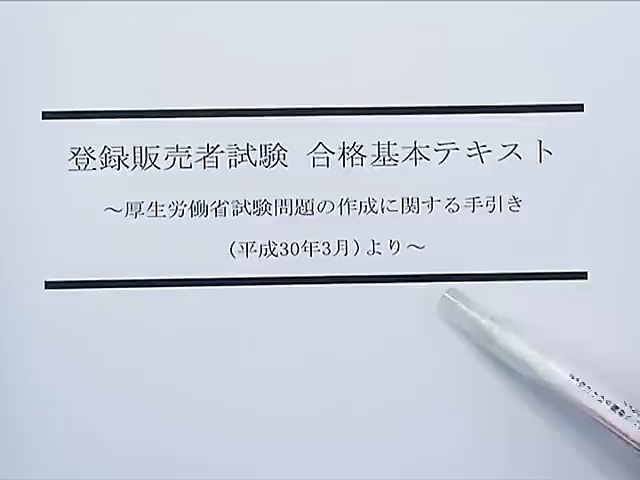 登録販売者試験 合格基本テキスト
～厚生労働省試験問題の作成に関する手引き
(平成30年3月)より～